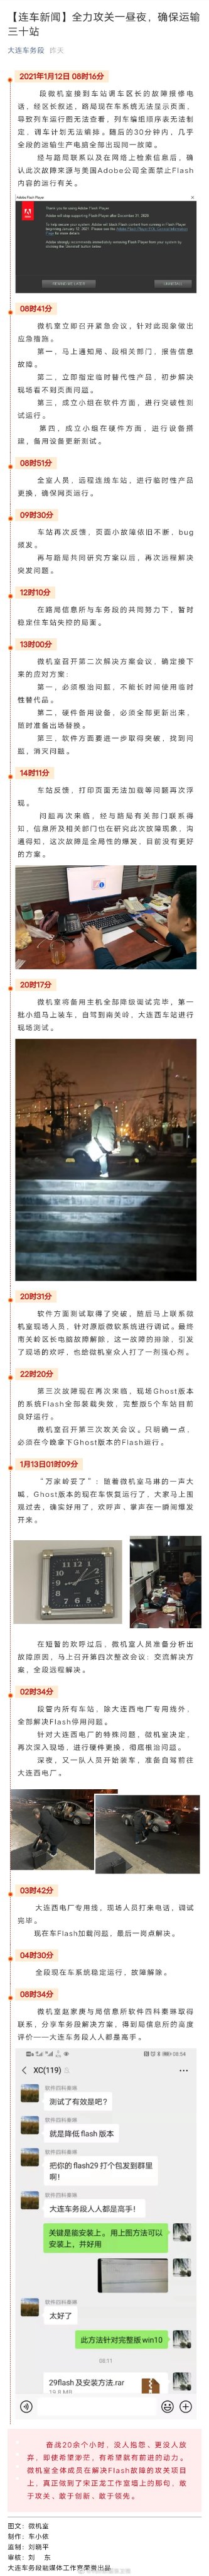 【连车新闻】全力攻关一昼夜，确保运输
三十站
大连车务段 昨天
2021年1月12日 08时16分
段微机室接到车站调车区长的故障报修电
话，经区长叙述，路局现在车系统无法显示页面，
导致列车运行图无法查看，列车编组顺序表无法制
定，调车计划无法编排。随后的30分钟内，几乎
全段的运输生产电脑全部出现同一故障。
经与路局联系以及在网络上检索信息后，确
认此次故障来源与美国Adobe公司全面禁止Flash
内容的运行有关。
Adobe Flash Player
08时41分
微机室立即召开紧急会议，针对此现象做出
应急措施。
第一，马上通知局、段相关部门，报告信息
故障。
第二，立即指定临时替代性产品，初步解决
现场看不到页面问题。
第三，成立小组在软件方面，进行突破性测
试运行。
第四，成立小组在硬件方面，进行设备搭
建，备用设备更新测试。
08时51分
全室人员，远程连线车站，进行临时性产品
更换，确保网页运行。
09时30分
车站再次反馈，页面小故障依旧不断，bug
频发。
再与路局共同研究方案以后，再次远程解决
突发问题。
12时10分
在路局信息所与车务段的共同努力下，暂时
稳定住车站失控的局面。
13时00分
微机室召开第二次解决方案会议，确定接下
来的应对方案：
第一，必须根治问题，不能长时间使用临时
性替代品。
第二，硬件备用设备，必须全部更新出来，
随时准备出场替换。
第三，软件方面要进一步取得突破，找到问
题，消灭问题。
14时11分
车站反馈，打印页面无法加载等问题再次浮
现。
问题再次来临，经与路局有关部门联系得
知，信息所及相关部门也在研究此次故障现象，沟
通得知，这次故障是全局性的爆发，目前没有更好
的方案。
20时17分
微机室将备用主机全部降级调试完毕，第一
批小组马上装车，自驾到南关岭，大连西车站进行
现场测试。
20时31分
软件方面测试取得了突破，随后马上联系微
机室现场人员，针对原版微软系统进行调试。最终
南关岭区长电脑故障解除，这一故障的排除，引发
了现场的欢呼，也给微机室众人打了一剂强心剂。
22时20分
第三次故障现在再次来临，现场Ghost版本
的系统Flash全部装载失败，完整放5个车站目前
良好运行。
微机室召开第三次攻关会议。只明确一点，
必须在今晚拿下Ghost版本的Flash运行。
1月13日01时09分
“万家岭妥了”：随着微机室马琳的一声大
喊，Ghost版本的现在车恢复运行了，大家马上围
观过去，确实好用了，欢呼声、掌声在一瞬间爆发
开来。
在短暂的欢呼过后，微机室人员准备分析出
故障原因，马上召开第四次整改会议：交流解决方
案，全段远程解决。
02时34分
段管内所有车站，除大连西电厂专用线外，
全部解决Flash停用问题。
针对大连西电厂的特殊问题，微机室决定，
再次深入现场，进行硬件更换，彻底根治问题。
深夜，又一队人员开始装车，准备自驾前往
大连西电厂。
03时42分
大连西电厂专用线，现场人员打来电话，调试
完毕。
现在车Flash加载问题，最后一岗点解决。
04时30分
全段现在车系统稳定运行，故障解除。
08时34分
微机室赵家庚与局信息所软件四科秦琳取得
联系，分享车务段解决方案，得到局信息所的高度
评价——大连车务段人人都是高手。
XC(119)
测试了有效是吧？
就是降低 flash 版本
把你的flash29 打个包发到群里
啊！
大连车务段人人都是高手！
关键是能安装上。用上图方法可以
安装上，并好用
太好了
此方法针对完整版 win10
08:11
29flash 及安装方法.rar
19.8 MB
奋战20余个小时，没人抱怨、更没人放
弃，即使希望渺茫，有希望就有前进的动力。
微机室全体成员在解决Flash故障的攻关项目
上，真正做到了宋正龙工作室墙上的那句，敢
于攻关、敢于创新、敢于领先。
图文：微机室
制作：车小依
监制：刘晓平
审核：刘 东
大连车务段融媒体工作室荣誉出品